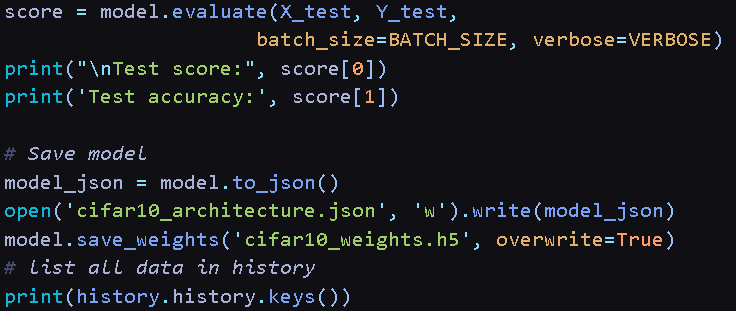 score = model.evaluate(X_test, Y_test,
                       batch_size=BATCH_SIZE, verbose=VERBOSE)
print("\nTest score:", score[0])
print('Test accuracy:', score[1])
# Save model
model_json = model.to_json()
open('cifar10_architecture.json', 'w').write(model_json)
model.save_weights('cifar10_weights.h5', overwrite=True)
# list all data in history
print(history.history.keys())